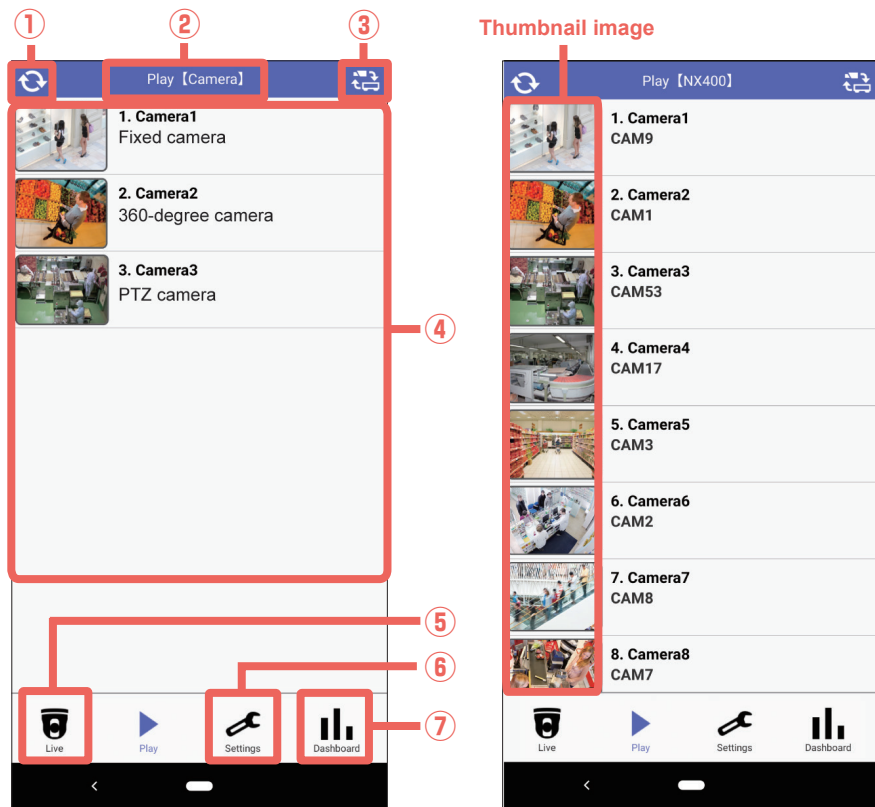 ① ② ③ Thumbnail image
Play【Camera】
1. Camera1
Fixed camera
2. Camera2
360-degree camera
3. Camera3
PTZ camera
④
⑤
⑥
⑦
Live
Play
Settings
Dashboard
Play【NX400】
1. Camera1
CAM9
2. Camera2
CAM1
3. Camera3
CAM53
4. Camera4
CAM17
5. Camera5
CAM3
6. Camera6
CAM2
7. Camera7
CAM8
8. Camera8
CAM7
Live
Play
Settings
Dashboard